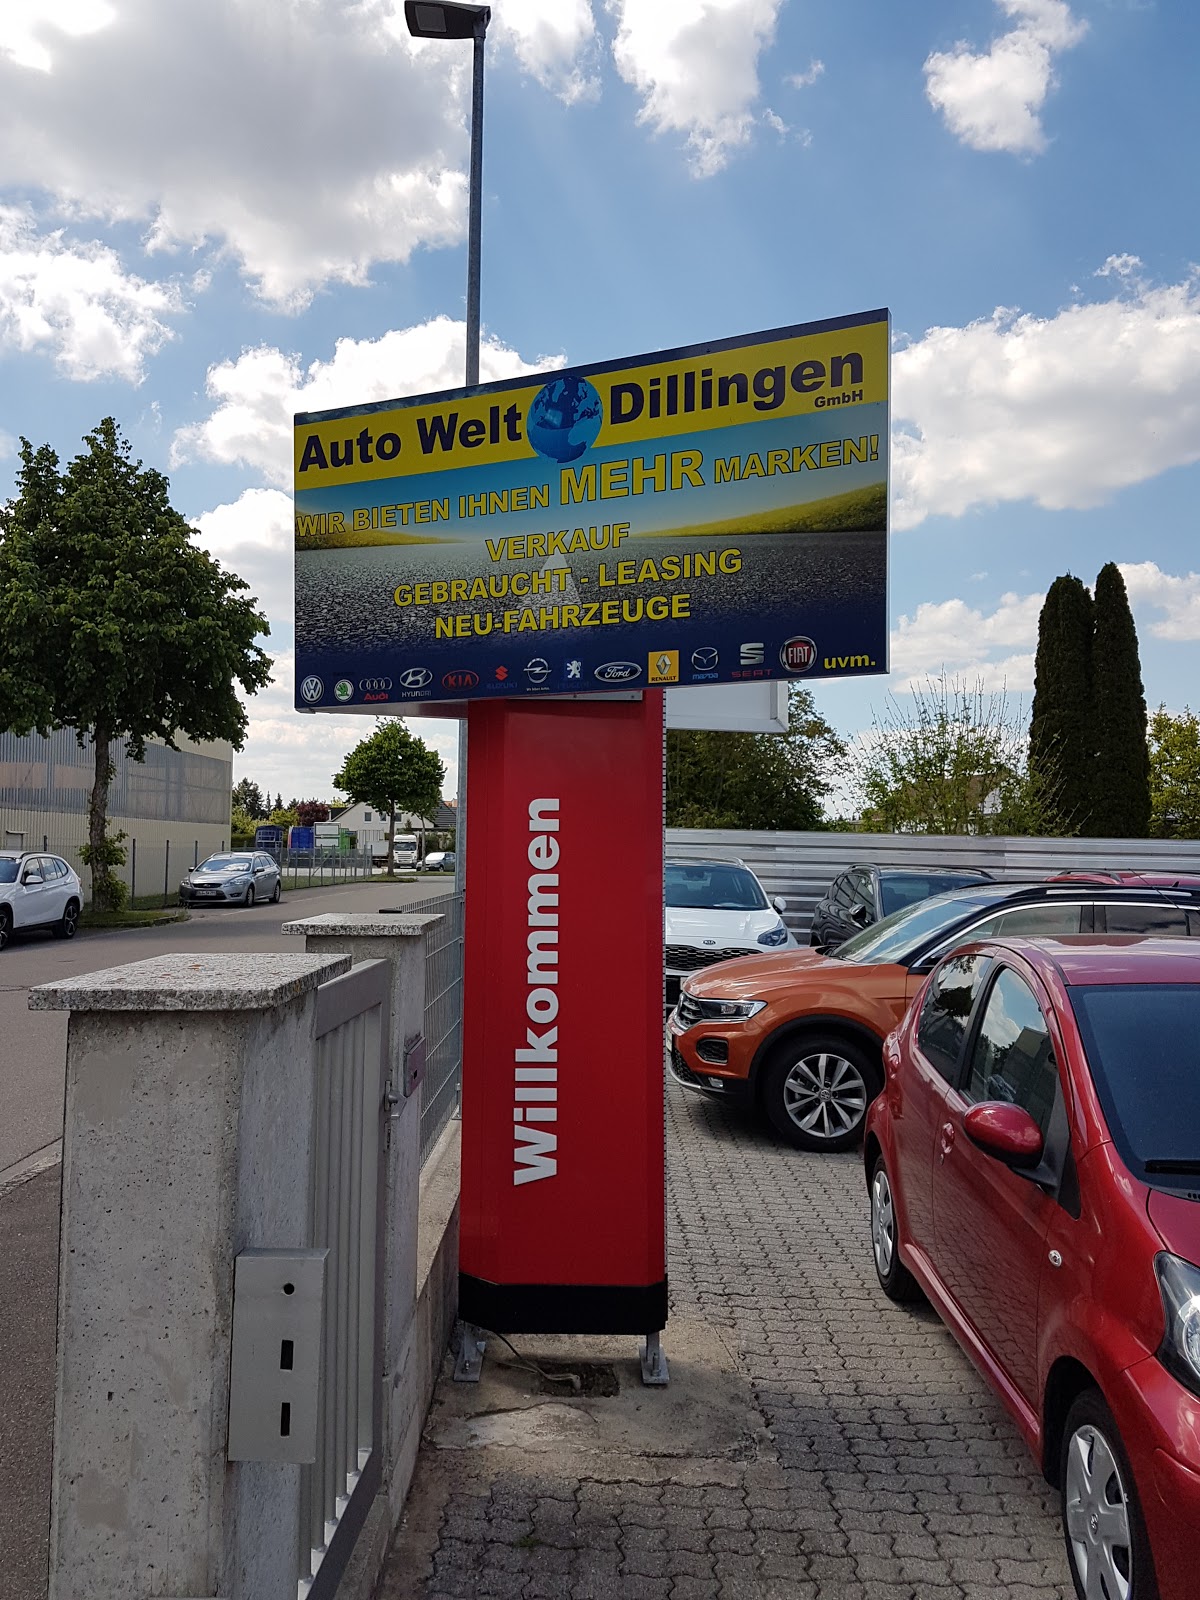 Auto Welt Dillingen
GmbH
WIR BIETEN IHNEN MEHR MARKEN!
VERKAUF
GEBRAUCHT - LEASING
NEU-FAHRZEUGE
Audi HYUNDAI KIA SUZUKI PEUGEOT Ford RENAULT mazda SEAT FIAT uvm.
Willkommen